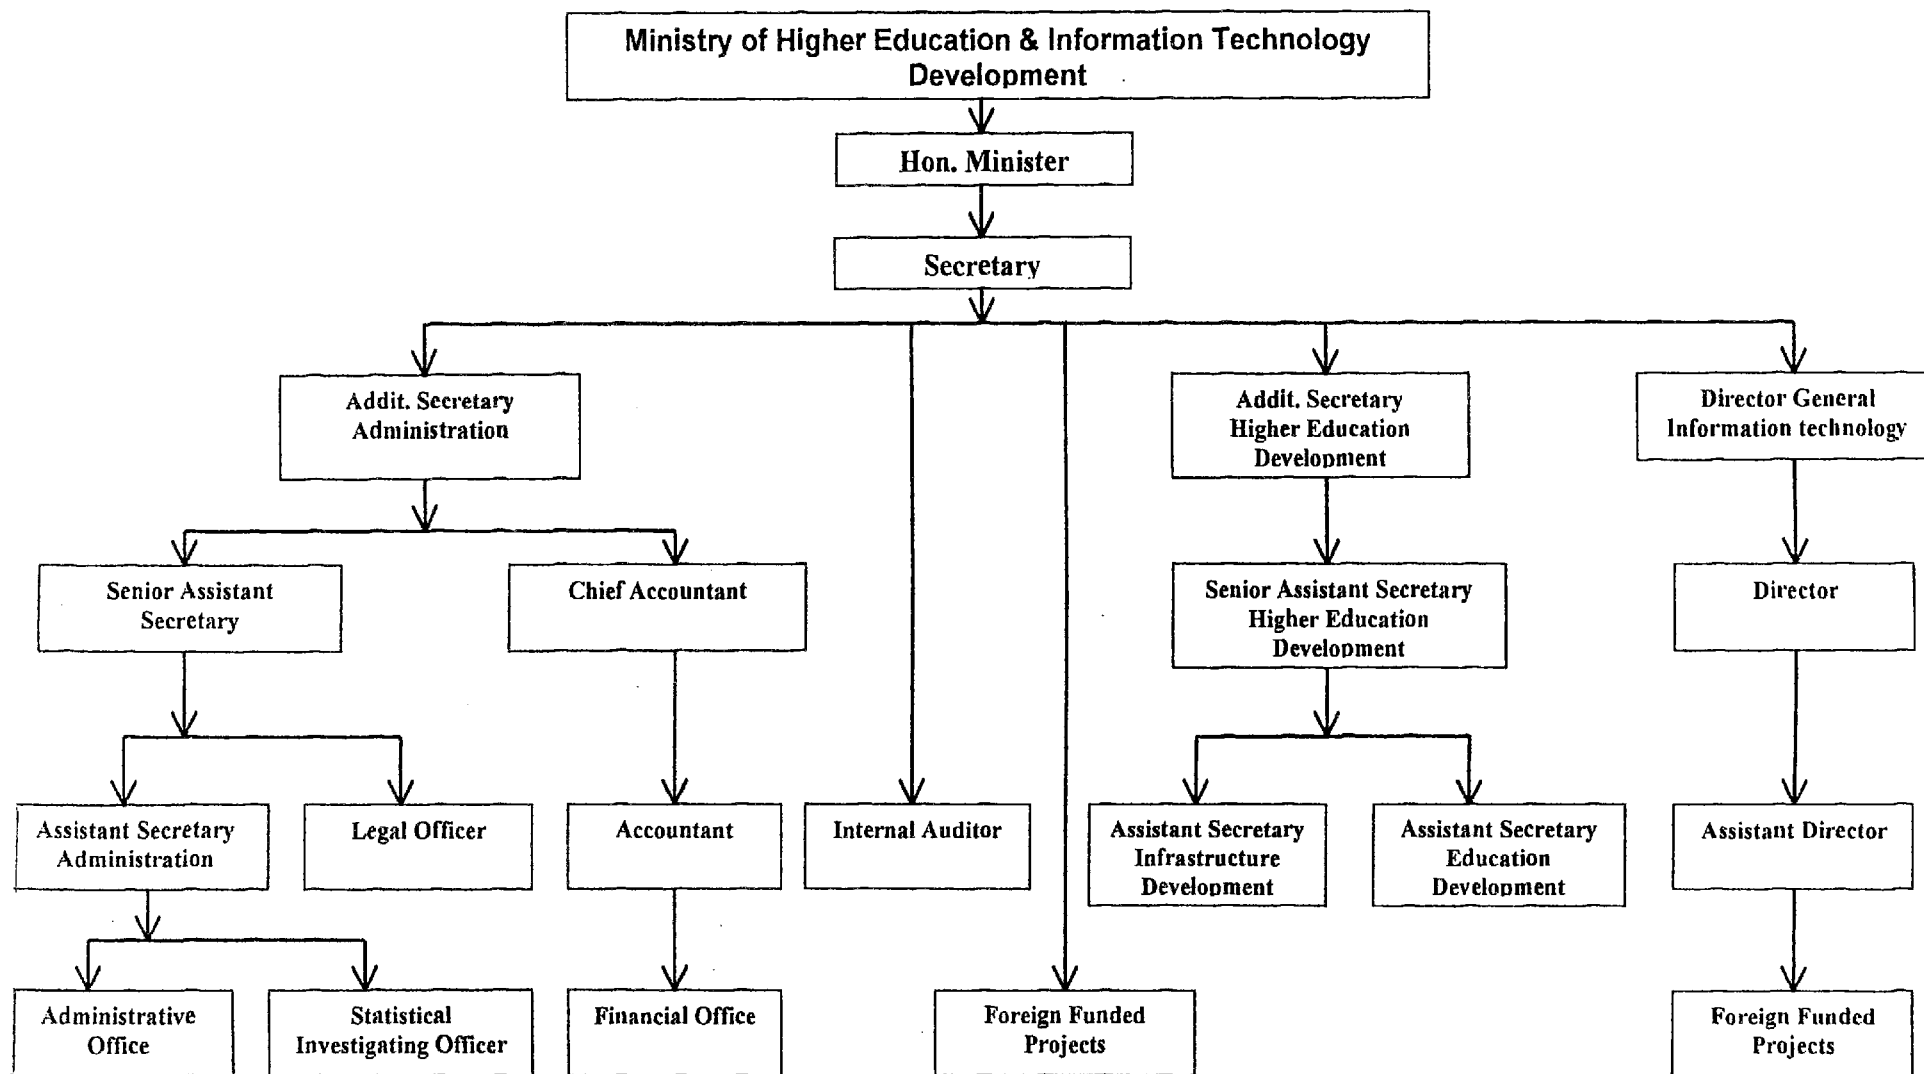 Ministry of Higher Education & Information Technology
Development
Hon. Minister
Secretary
Addit. Secretary
Administration
Addit. Secretary
Higher Education
Development
Director General
Information technology
Senior Assistant
Secretary
Chief Accountant
Senior Assistant Secretary
Higher Education
Development
Director
Assistant Secretary
Administration
Legal Officer
Accountant
Internal Auditor
Assistant Secretary
Infrastructure
Development
Assistant Secretary
Education
Development
Assistant Director
Administrative
Office
Statistical
Investigating Officer
Financial Office
Foreign Funded
Projects
Foreign Funded
Projects